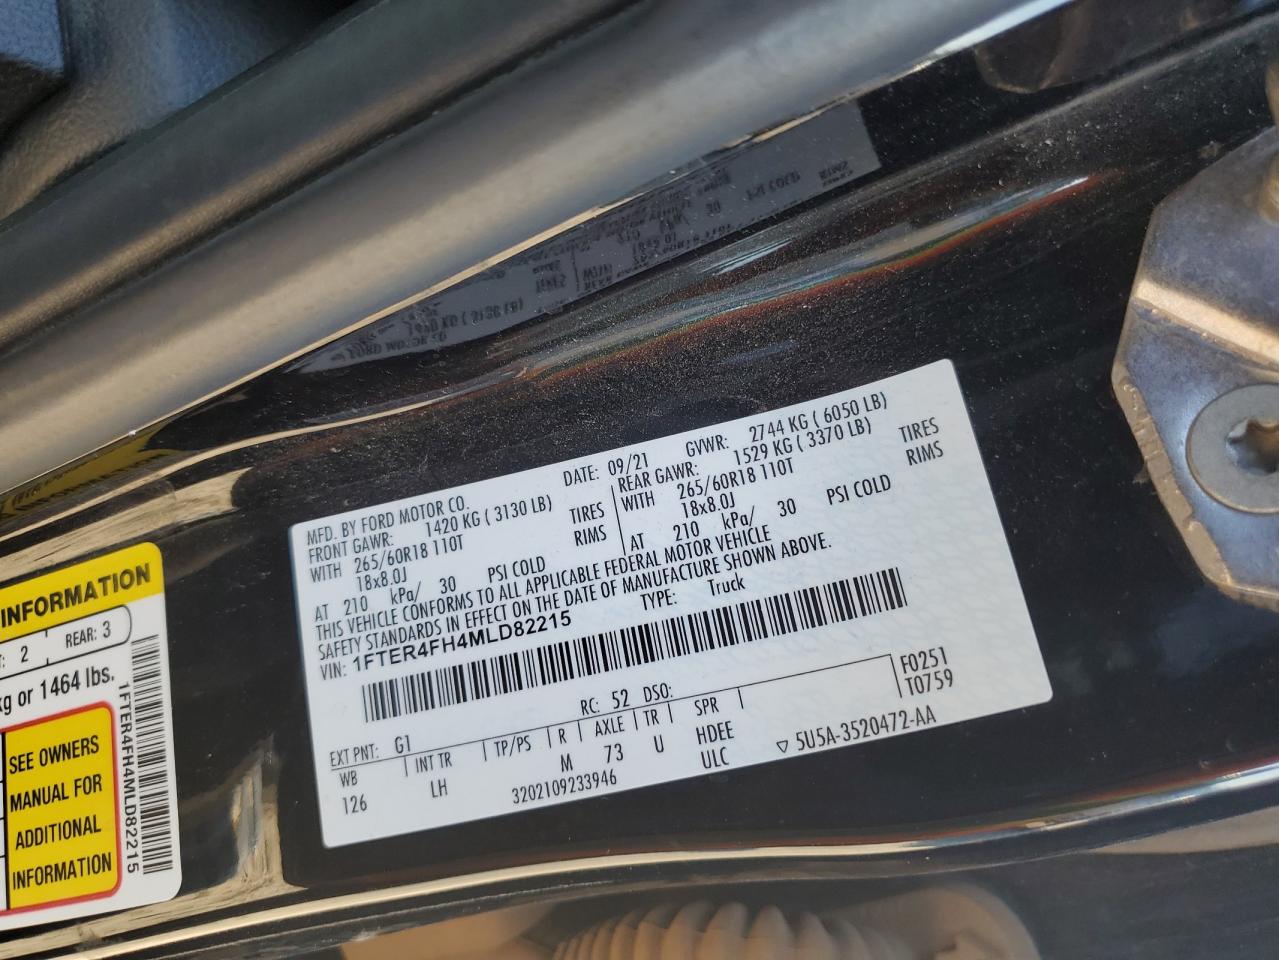 MFD. BY FORD MOTOR CO.
DATE: 09/21
GVWR: 2744 KG ( 6050 LB)
FRONT GAWR: 1420 KG ( 3130 LB)
REAR GAWR: 1529 KG ( 3370 LB)
WITH 265/60R18 110T TIRES
WITH 265/60R18 110T TIRES
18x8.0J RIMS
18x8.0J RIMS
AT 210 kPa/ 30 PSI COLD
AT 210 kPa/ 30 PSI COLD
THIS VEHICLE CONFORMS TO ALL APPLICABLE FEDERAL MOTOR VEHICLE
SAFETY STANDARDS IN EFFECT ON THE DATE OF MANUFACTURE SHOWN ABOVE.
VIN: 1FTER4FH4MLD82215
TYPE: Truck
EXT PNT: G1
RC: 52 DSO:
F0251
T0759
WB INT TR TP/PS R AXLE TR SPR
126 LH M 73 U HDEE
ULC
3202109233946
5U5A-3520472-AA
INFORMATION
: 2 REAR: 3
kg or 1464 lbs.
SEE OWNERS
MANUAL FOR
ADDITIONAL
INFORMATION
1FTER4FH4MLD82215